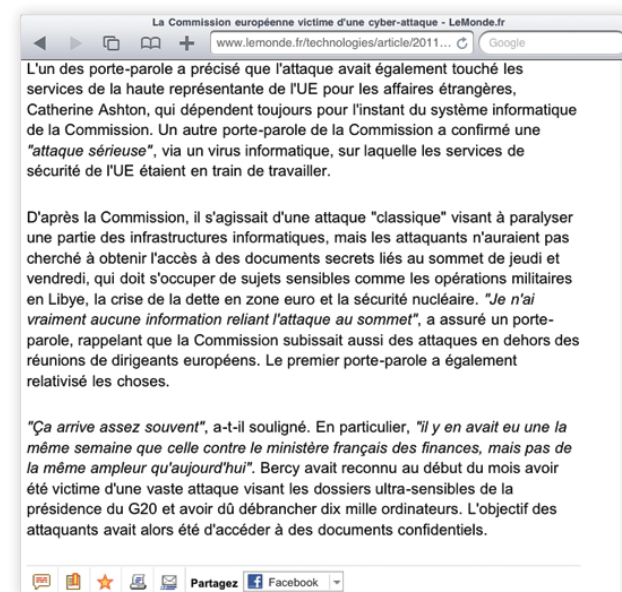 La Commission européenne victime d'une cyber-attaque - LeMonde.fr
www.lemonde.fr/technologies/article/2011... Google
L'un des porte-parole a précisé que l'attaque avait également touché les
services de la haute représentante de l'UE pour les affaires étrangères,
Catherine Ashton, qui dépendent toujours pour l'instant du système informatique
de la Commission. Un autre porte-parole de la Commission a confirmé une
"attaque sérieuse", via un virus informatique, sur laquelle les services de
sécurité de l'UE étaient en train de travailler.
D'après la Commission, il s'agissait d'une attaque "classique" visant à paralyser
une partie des infrastructures informatiques, mais les attaquants n'auraient pas
cherché à obtenir l'accès à des documents secrets liés au sommet de jeudi et
vendredi, qui doit s'occuper de sujets sensibles comme les opérations militaires
en Libye, la crise de la dette en zone euro et la sécurité nucléaire. "Je n'ai
vraiment aucune information reliant l'attaque au sommet", a assuré un porte-
parole, rappelant que la Commission subissait aussi des attaques en dehors des
réunions de dirigeants européens. Le premier porte-parole a également
relativisé les choses.
"Ça arrive assez souvent", a-t-il souligné. En particulier, "il y en avait eu une la
même semaine que celle contre le ministère français des finances, mais pas de
la même ampleur qu'aujourd'hui". Bercy avait reconnu au début du mois avoir
été victime d'une vaste attaque visant les dossiers ultra-sensibles de la
présidence du G20 et avoir dû débrancher dix mille ordinateurs. L'objectif des
attaquants avait alors été d'accéder à des documents confidentiels.
Partagez Facebook